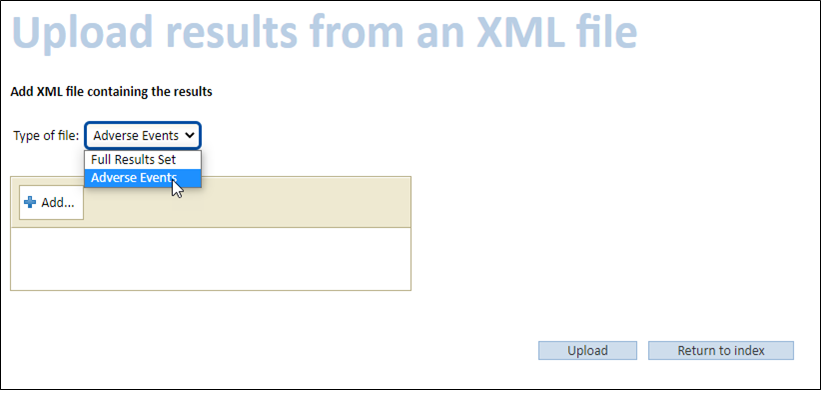 Upload results from an XML file
Add XML file containing the results
Type of file: Adverse Events
Full Results Set
Adverse Events
Add...
Upload Return to index